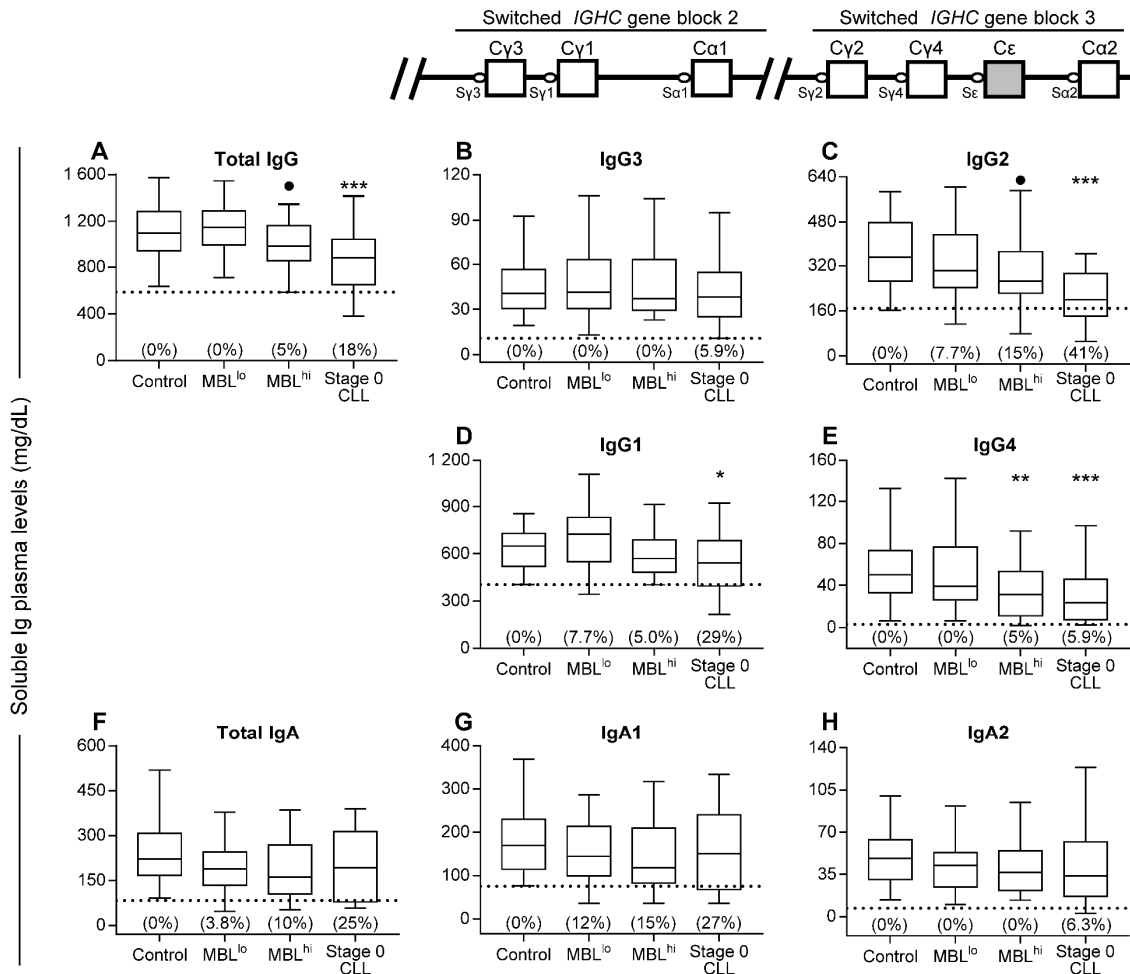 Switched IGHC gene block 2
Switched IGHC gene block 3
Cγ3 Cγ1 Cα1
Cγ2 Cγ4 Cε Cα2
Sγ3 Sγ1 Sα1
Sγ2 Sγ4 Sε Sα2
Soluble Ig plasma levels (mg/dL)
A
Total IgG
1 600
1 200
800
400
0
● ***
(0%) (0%) (5%) (18%)
Control MBLlo MBLhi Stage 0
CLL
B
IgG3
120
90
60
30
0
(0%) (0%) (0%) (5.9%)
Control MBLlo MBLhi Stage 0
CLL
C
IgG2
640
480
320
160
0
● ***
(0%) (7.7%) (15%) (41%)
Control MBLlo MBLhi Stage 0
CLL
D
IgG1
1 200
900
600
300
0
*
(0%) (7.7%) (5.0%) (29%)
Control MBLlo MBLhi Stage 0
CLL
E
IgG4
160
120
80
40
0
** ***
(0%) (0%) (5%) (5.9%)
Control MBLlo MBLhi Stage 0
CLL
F
Total IgA
600
450
300
150
0
(0%) (3.8%) (10%) (25%)
Control MBLlo MBLhi Stage 0
CLL
G
IgA1
400
300
200
100
0
(0%) (12%) (15%) (27%)
Control MBLlo MBLhi Stage 0
CLL
H
IgA2
140
105
70
35
0
(0%) (0%) (0%) (6.3%)
Control MBLlo MBLhi Stage 0
CLL